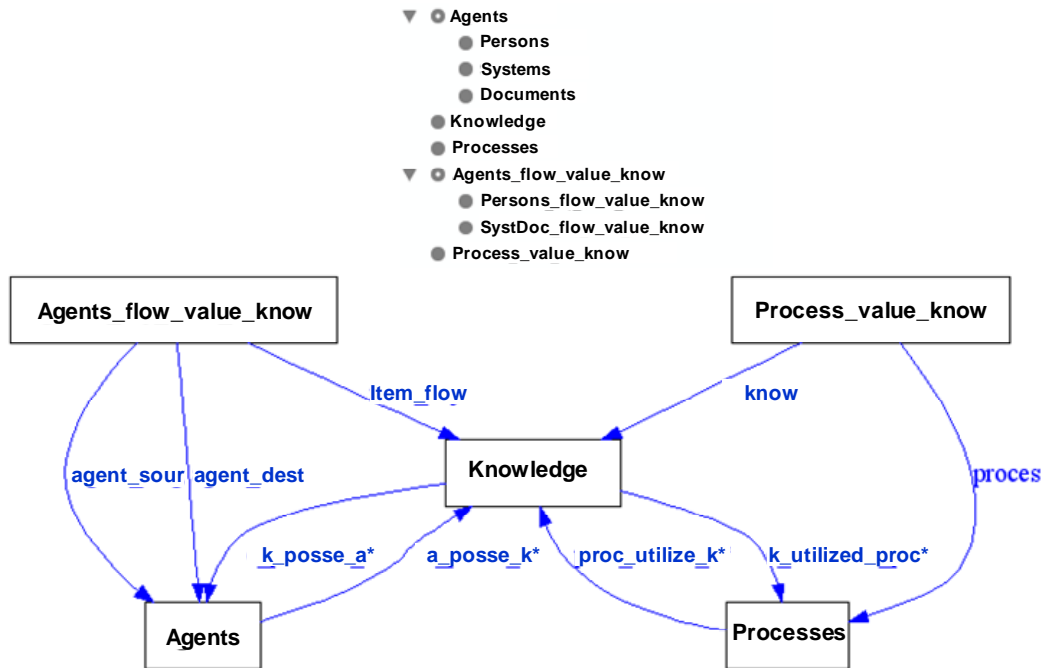 Agents
Persons
Systems
Documents
Knowledge
Processes
Agents_flow_value_know
Persons_flow_value_know
SystDoc_flow_value_know
Process_value_know
Agents_flow_value_know
Process_value_know
Item_flow
know
Knowledge
agent_sour agent_dest
proces
k_posse_a*
a_posse_k*
proc_utilize_k*
k_utilized_proc*
Agents
Processes